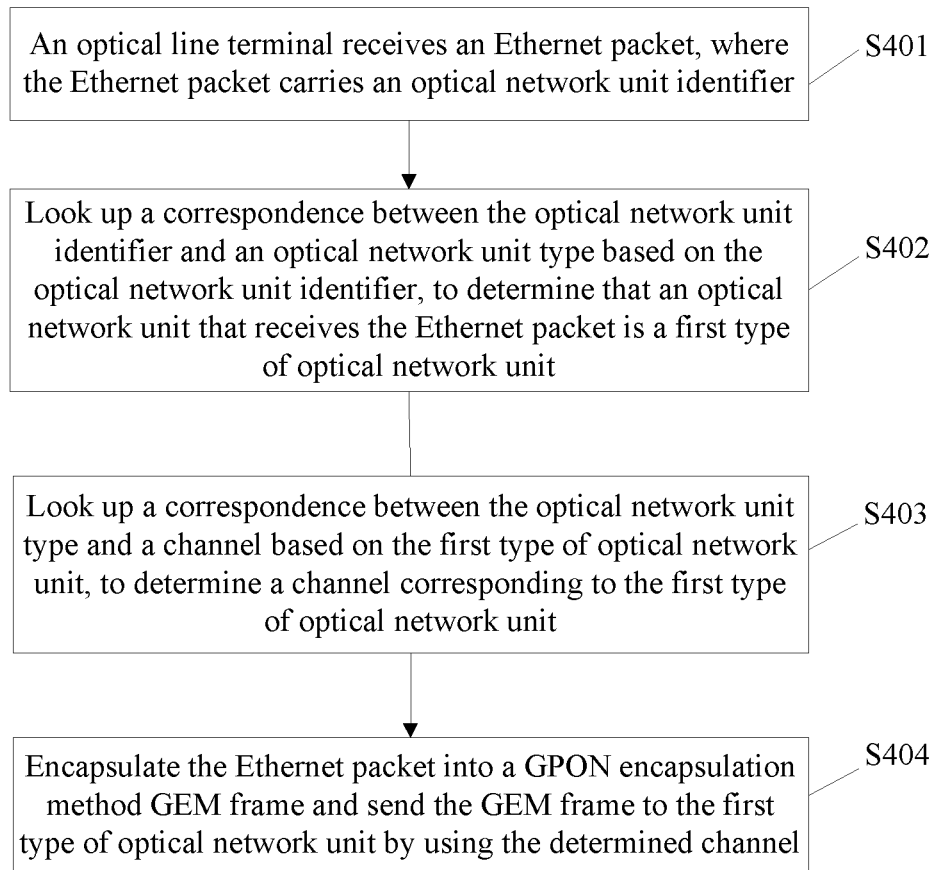 An optical line terminal receives an Ethernet packet, where
the Ethernet packet carries an optical network unit identifier
S401
Look up a correspondence between the optical network unit
identifier and an optical network unit type based on the
optical network unit identifier, to determine that an optical
network unit that receives the Ethernet packet is a first type
of optical network unit
S402
Look up a correspondence between the optical network unit
type and a channel based on the first type of optical network
unit, to determine a channel corresponding to the first type
of optical network unit
S403
Encapsulate the Ethernet packet into a GPON encapsulation
method GEM frame and send the GEM frame to the first
type of optical network unit by using the determined channel
S404